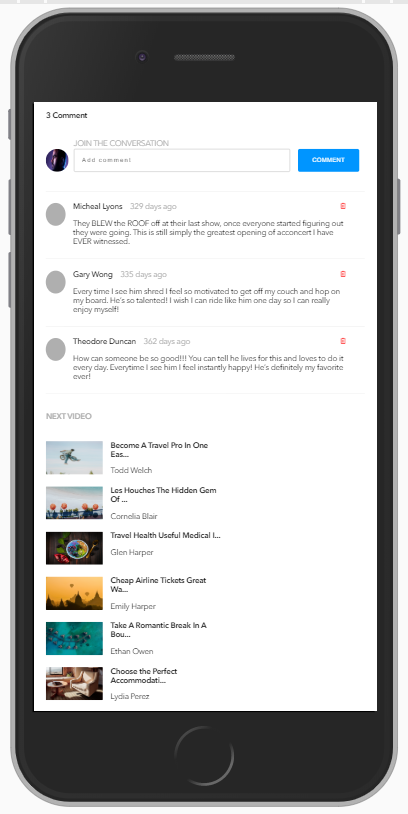 3 Comment
JOIN THE CONVERSATION
Add comment
COMMENT
Micheal Lyons 329 days ago
They BLEW the ROOF off at their last show, once everyone started figuring out
they were going. This is still simply the greatest opening of acconcert I have
EVER witnessed.
Gary Wong 335 days ago
Every time I see him shred I feel so motivated to get off my couch and hop on
my board. He's so talented! I wish I can ride like him one day so I can really
enjoy myself!
Theodore Duncan 362 days ago
How can someone be so good!!! You can tell he lives for this and loves to do it
every day. Everytime I see him I feel instantly happy! He's definitely my favorite
ever!
NEXT VIDEO
Become A Travel Pro In One
Eas...
Todd Welch
Les Houches The Hidden Gem
Of ...
Cornelia Blair
Travel Health Useful Medical I...
Glen Harper
Cheap Airline Tickets Great
Wa...
Emily Harper
Take A Romantic Break In A
Bou...
Ethan Owen
Choose the Perfect
Accommodati...
Lydia Perez